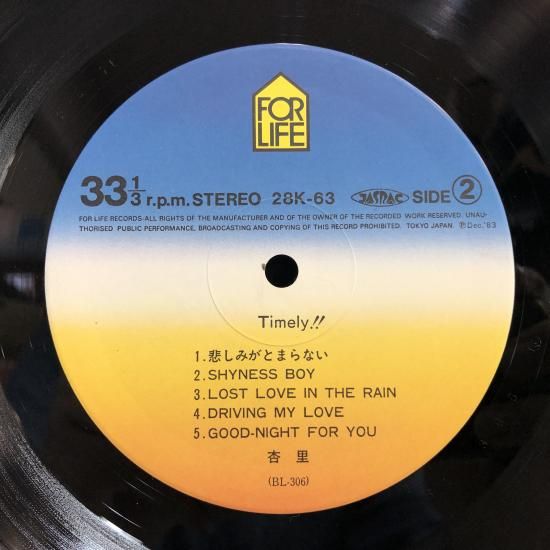 FOR
LIFE
33 1/3 r.p.m. STEREO 28K-63 JASRAC SIDE 2
FOR LIFE RECORDS-ALL RIGHTS OF THE MANUFACTURER AND OF THE OWNER OF THE RECORDED WORK RESERVED. UNAU-
THORISED PUBLIC PERFORMANCE, BROADCASTING AND COPYING OF THIS RECORD PROHIBITED. TOKYO JAPAN. ℗Dec.'83
Timely!!
1.悲しみがとまらない
2.SHYNESS BOY
3.LOST LOVE IN THE RAIN
4.DRIVING MY LOVE
5.GOOD-NIGHT FOR YOU
杏 里
(BL-306)